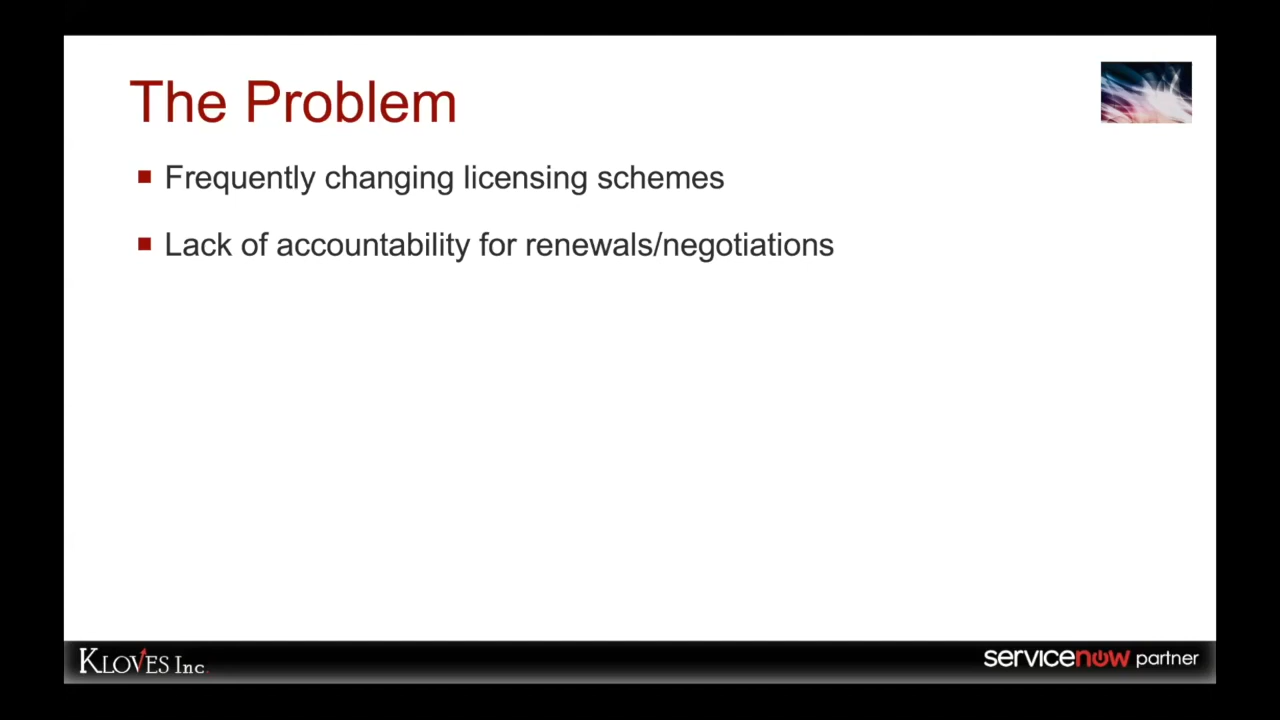 The Problem
Frequently changing licensing schemes
Lack of accountability for renewals/negotiations
KLOVES Inc
servicenow partner